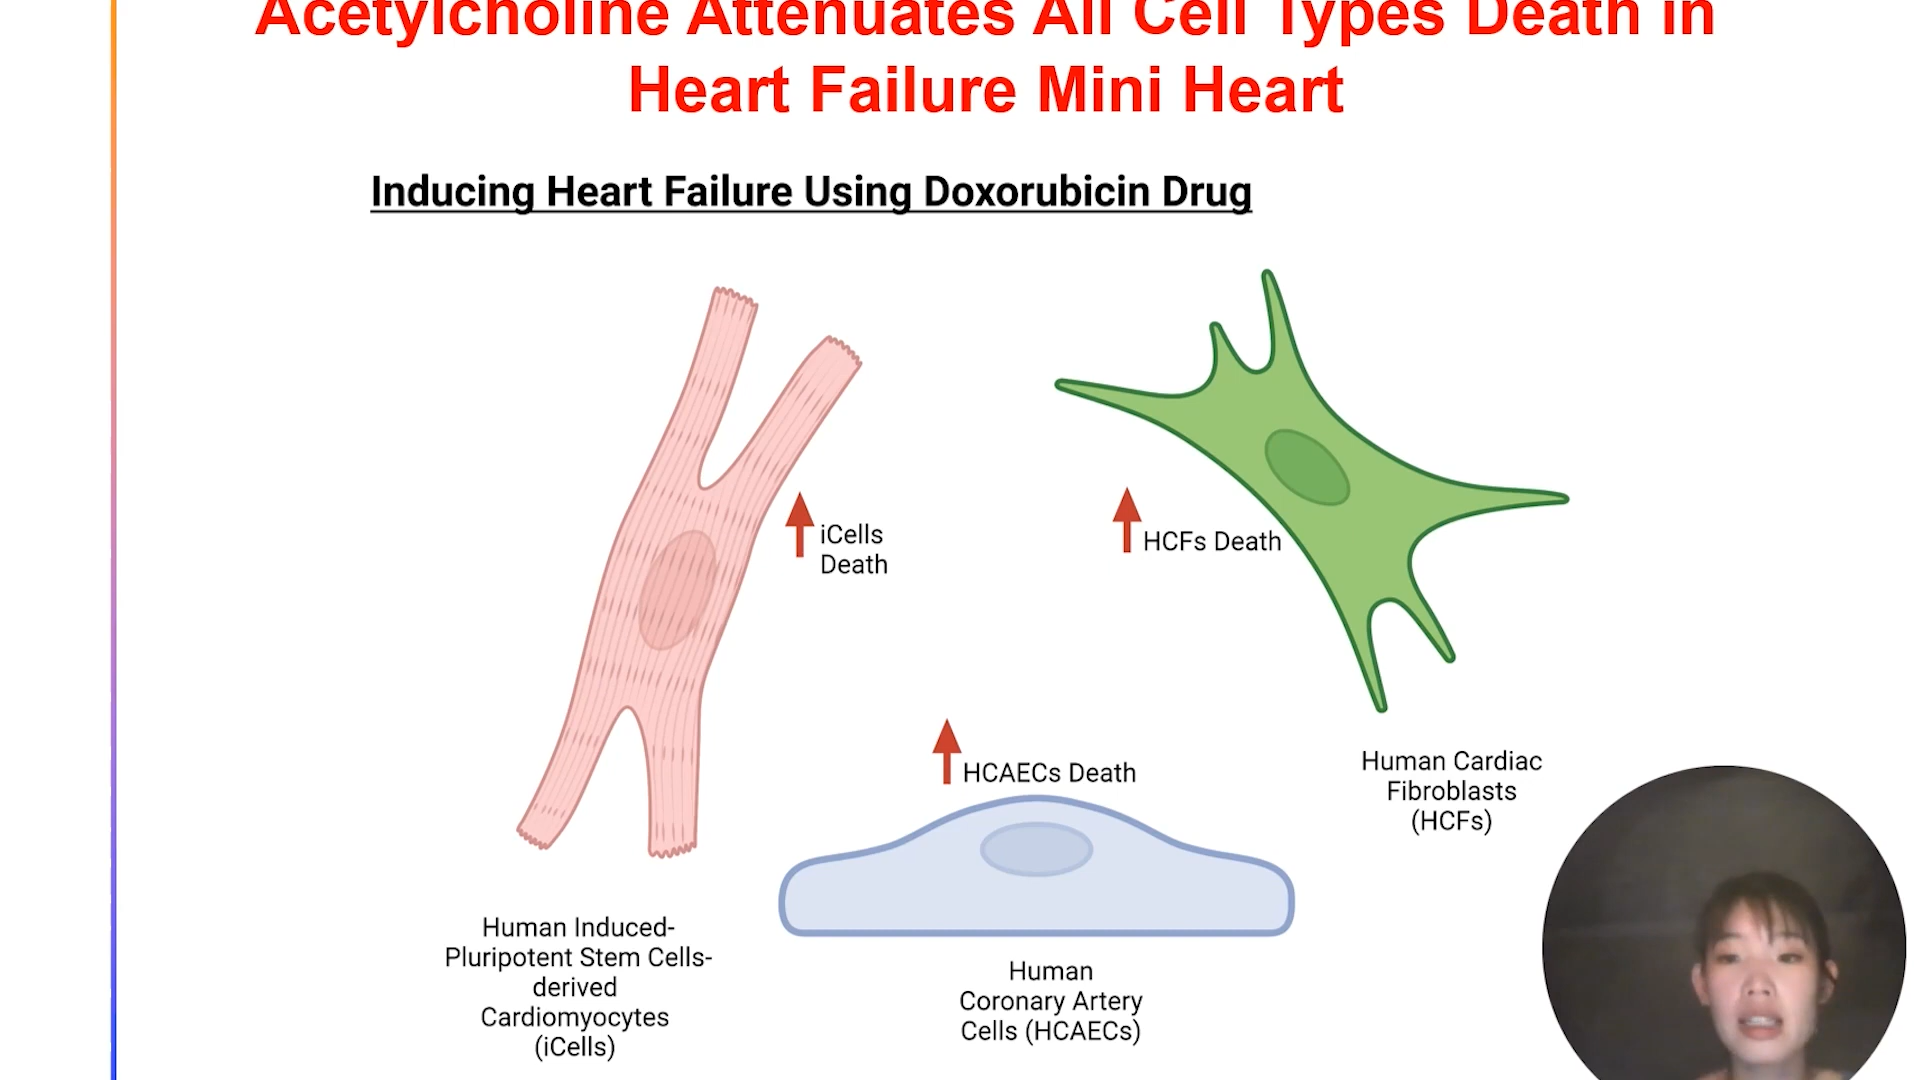 Acetylcholine Attenuates All Cell Types Death in
Heart Failure Mini Heart
Inducing Heart Failure Using Doxorubicin Drug
iCells
Death
HCFs Death
HCAECs Death
Human Cardiac
Fibroblasts
(HCFs)
Human Induced-
Pluripotent Stem Cells-
derived
Cardiomyocytes
(iCells)
Human
Coronary Artery
Cells (HCAECs)